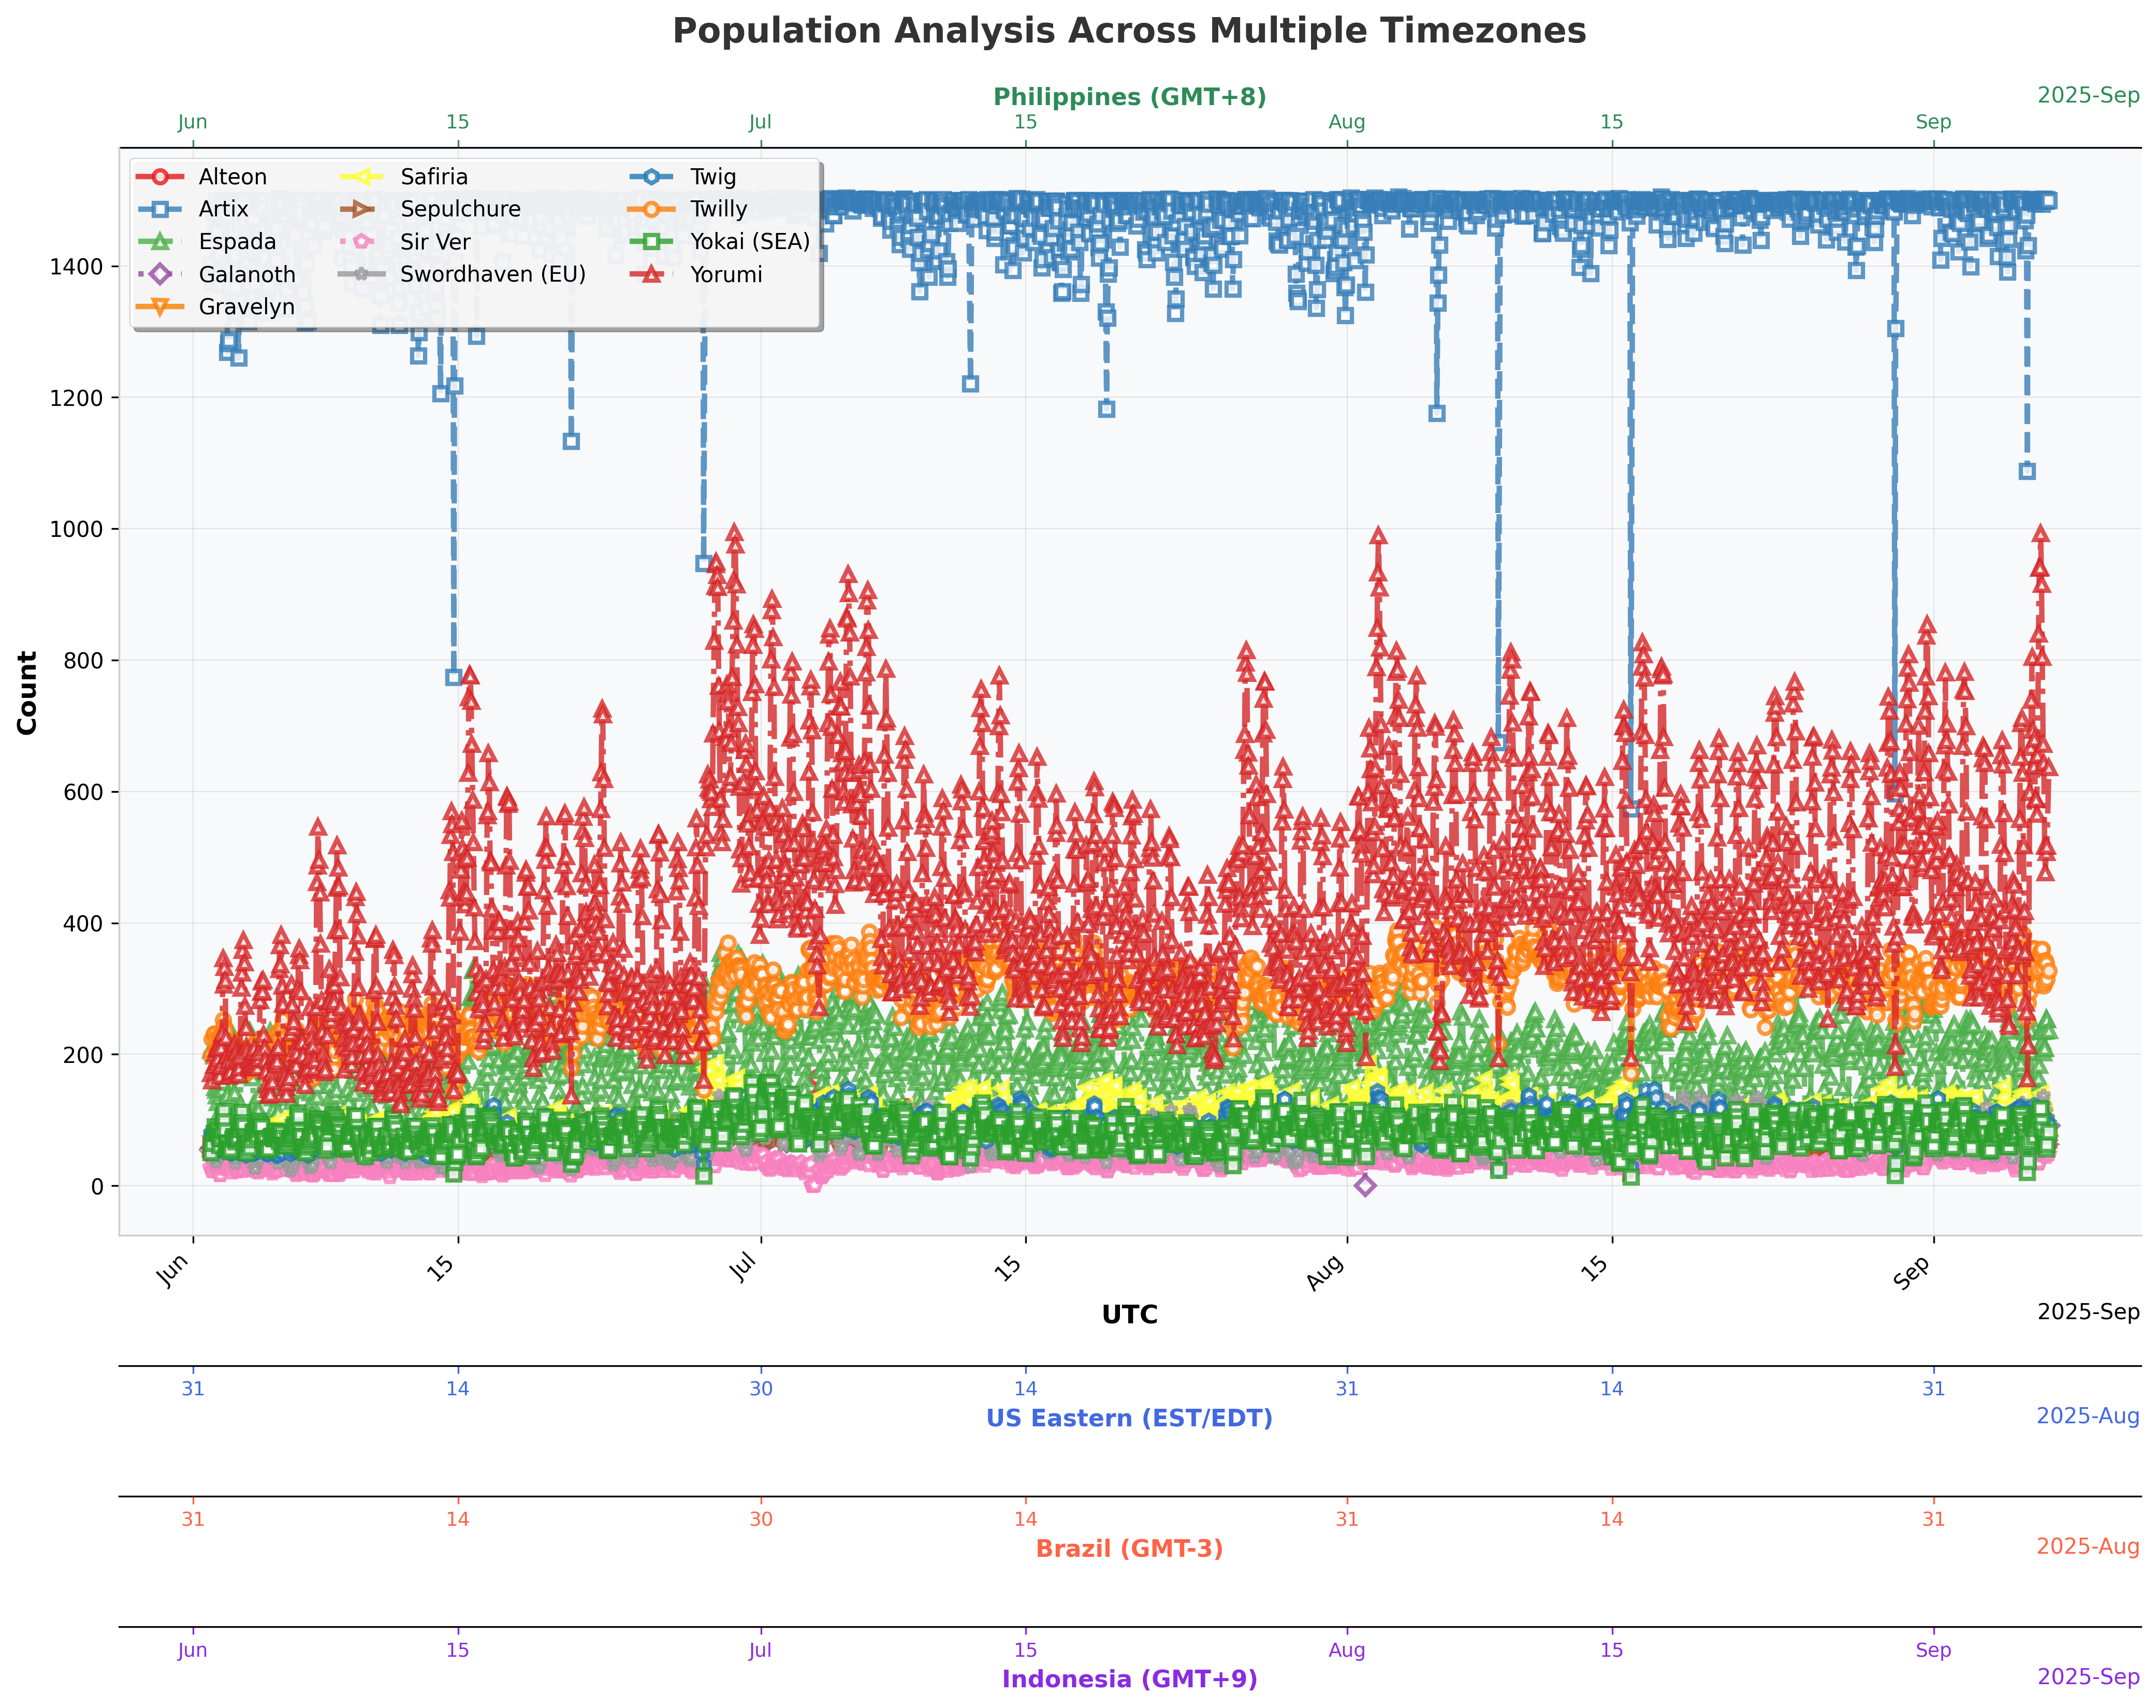 Population Analysis Across Multiple Timezones
Philippines (GMT+8)
2025-Sep
Jun 15 Jul 15 Aug 15 Sep
Alteon Safiria Twig
Artix Sepulchure Twilly
Espada Sir Ver Yokai (SEA)
Galanoth Swordhaven (EU) Yorumi
Gravelyn
Count
1400
1200
1000
800
600
400
200
0
Jun 15 Jul 15 Aug 15 Sep
UTC
2025-Sep
31 14 30 14 31 14 31
US Eastern (EST/EDT)
2025-Aug
31 14 30 14 31 14 31
Brazil (GMT-3)
2025-Aug
Jun 15 Jul 15 Aug 15 Sep
Indonesia (GMT+9)
2025-Sep